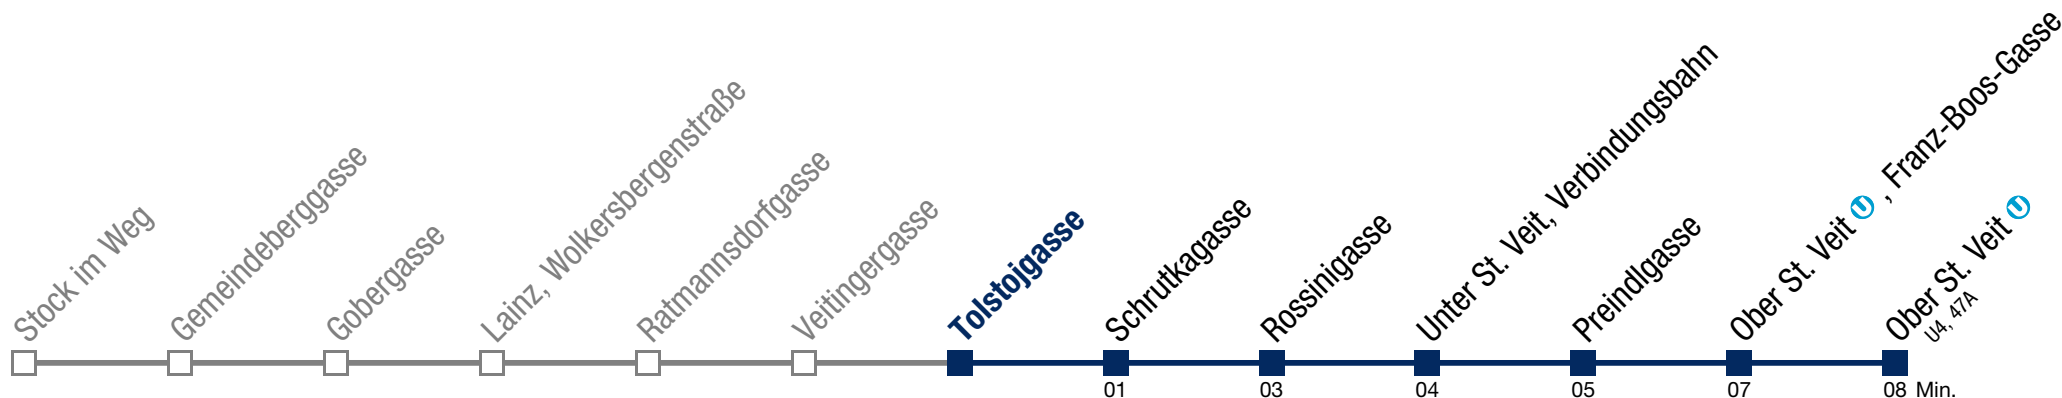 Stock im Weg
Gemeindeberggasse
Gobergasse
Lainz, Wolkersbergenstraße
Ratmannsdorfgasse
Veitingergasse
Tolstojgasse
Schrutkagasse
Rossinigasse
Unter St. Veit, Verbindungsbahn
Preindlgasse
Ober St. Veit U , Franz-Boos-Gasse
Ober St. Veit U
U4, 47A
01 03 04 05 07 08 Min.